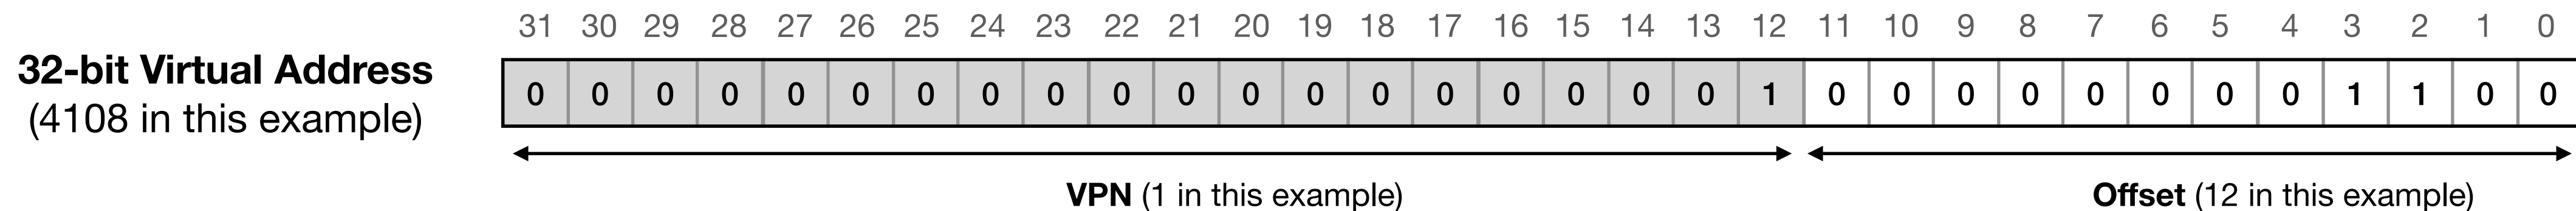 31 30 29 28 27 26 25 24 23 22 21 20 19 18 17 16 15 14 13 12 11 10 9 8 7 6 5 4 3 2 1 0
32-bit Virtual Address
(4108 in this example)
0 0 0 0 0 0 0 0 0 0 0 0 0 0 0 0 0 0 0 1 0 0 0 0 0 0 0 0 1 1 0 0
VPN (1 in this example) Offset (12 in this example)